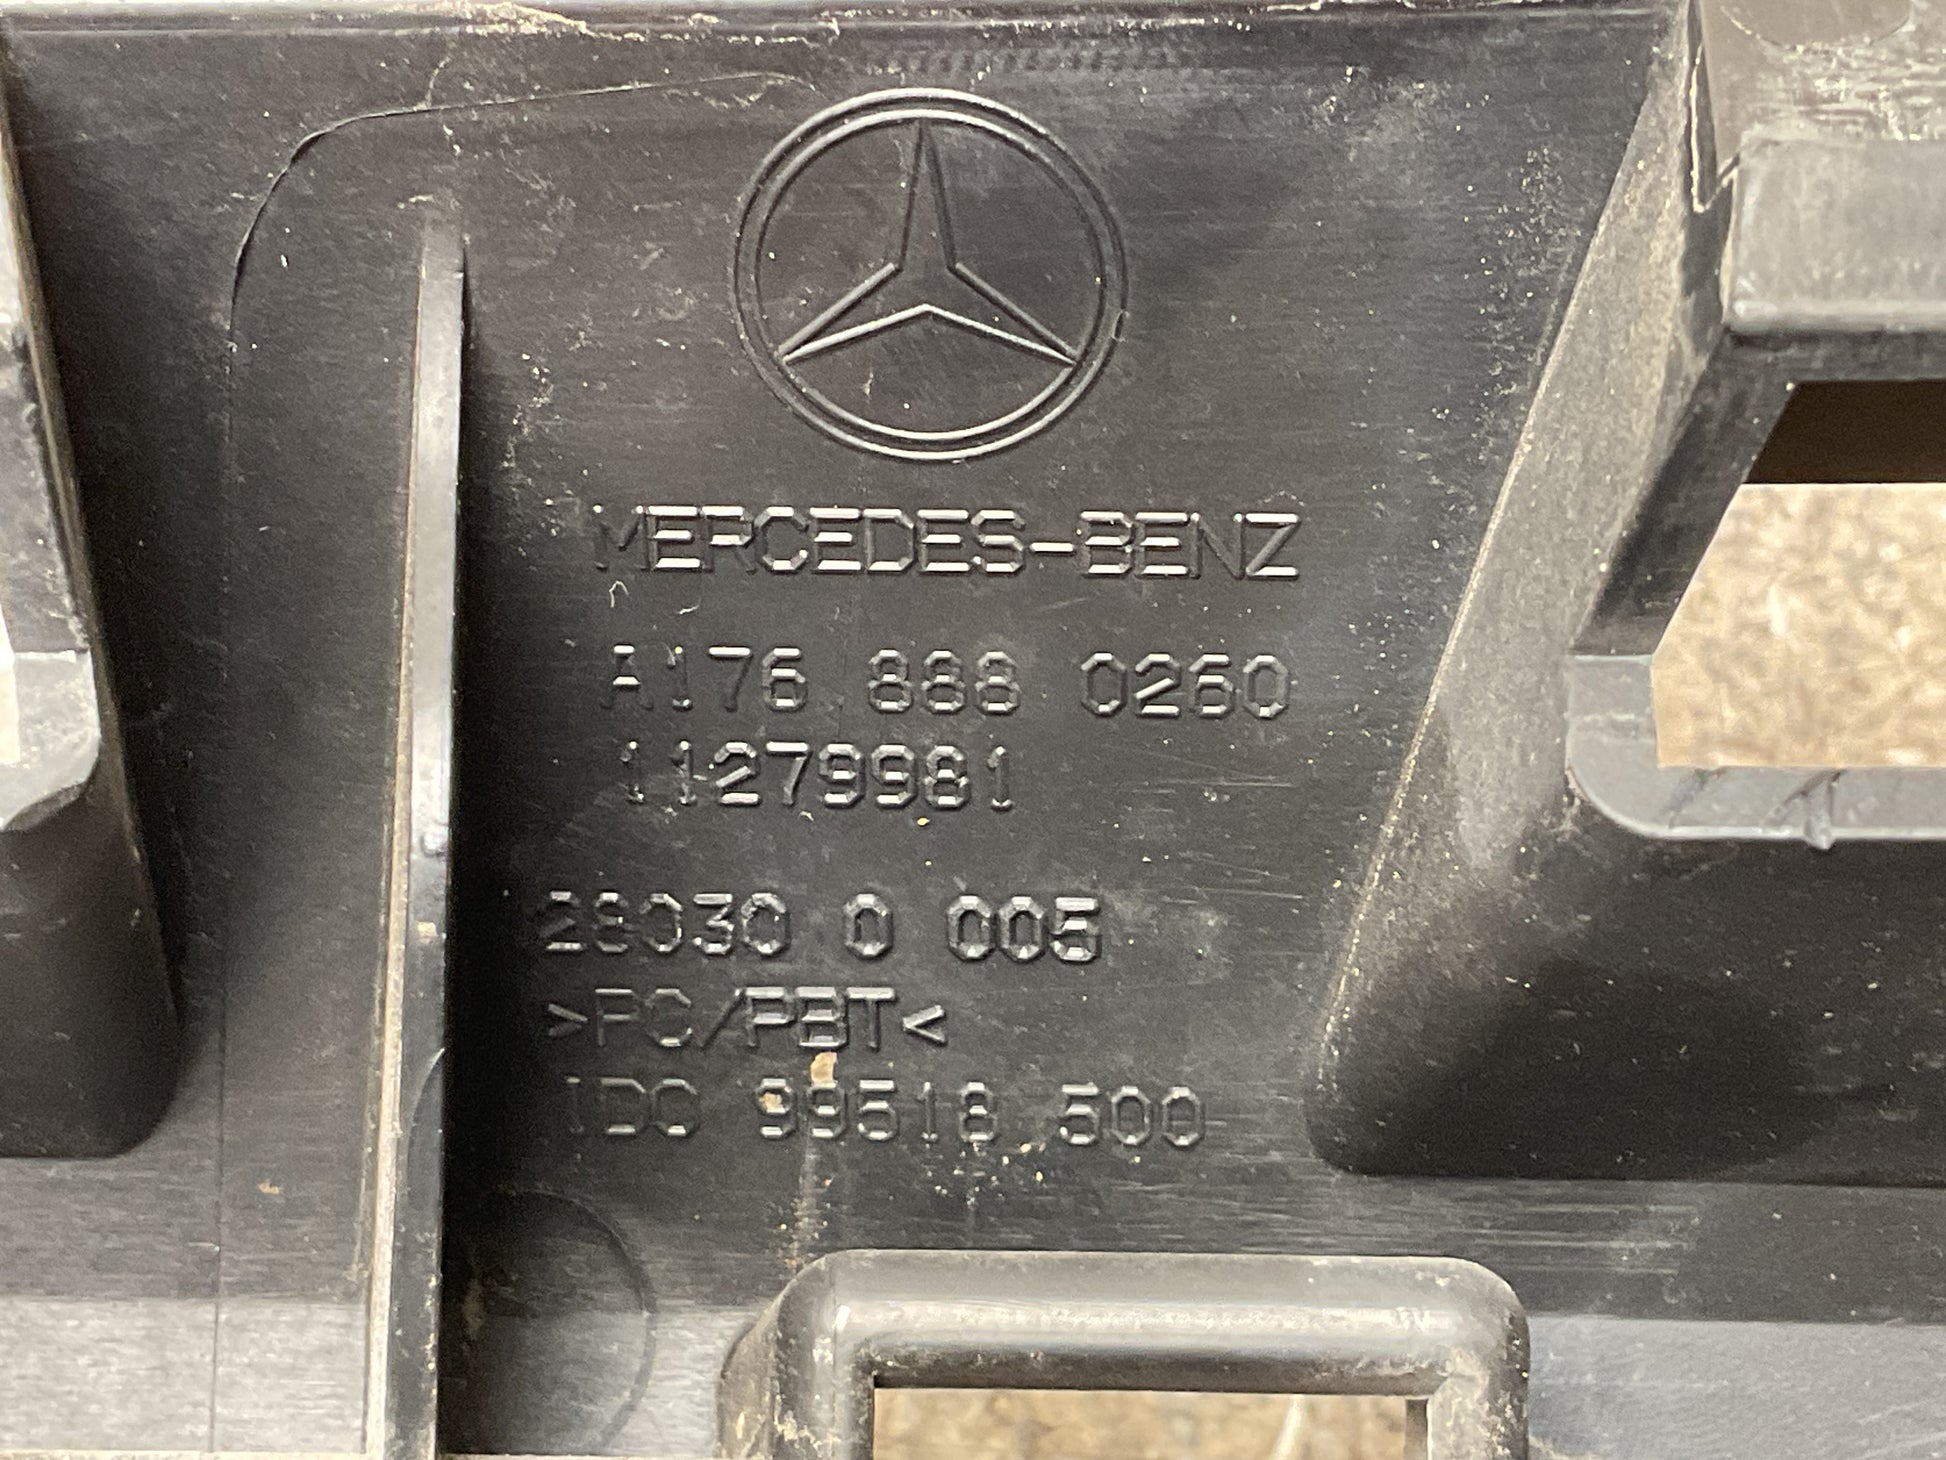 MERCEDES-BENZ
A176 888 0260
11279981
28030 0 005
>PC/PBT<
IDC 99518 500